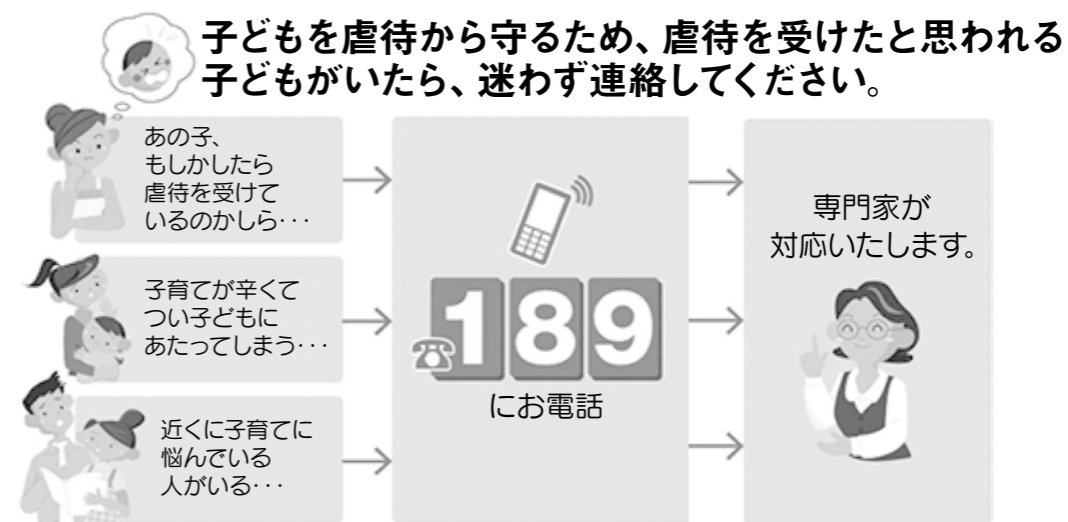 子どもを虐待から守るため、虐待を受けたと思われる
子どもがいたら、迷わず連絡してください。
あの子、
もしかしたら
虐待を受けて
いるのかしら･･･
子育てが辛くて
つい子どもに
あたってしまう･･･
近くに子育てに
悩んでいる
人がいる･･･
189
にお電話
専門家が
対応いたします。